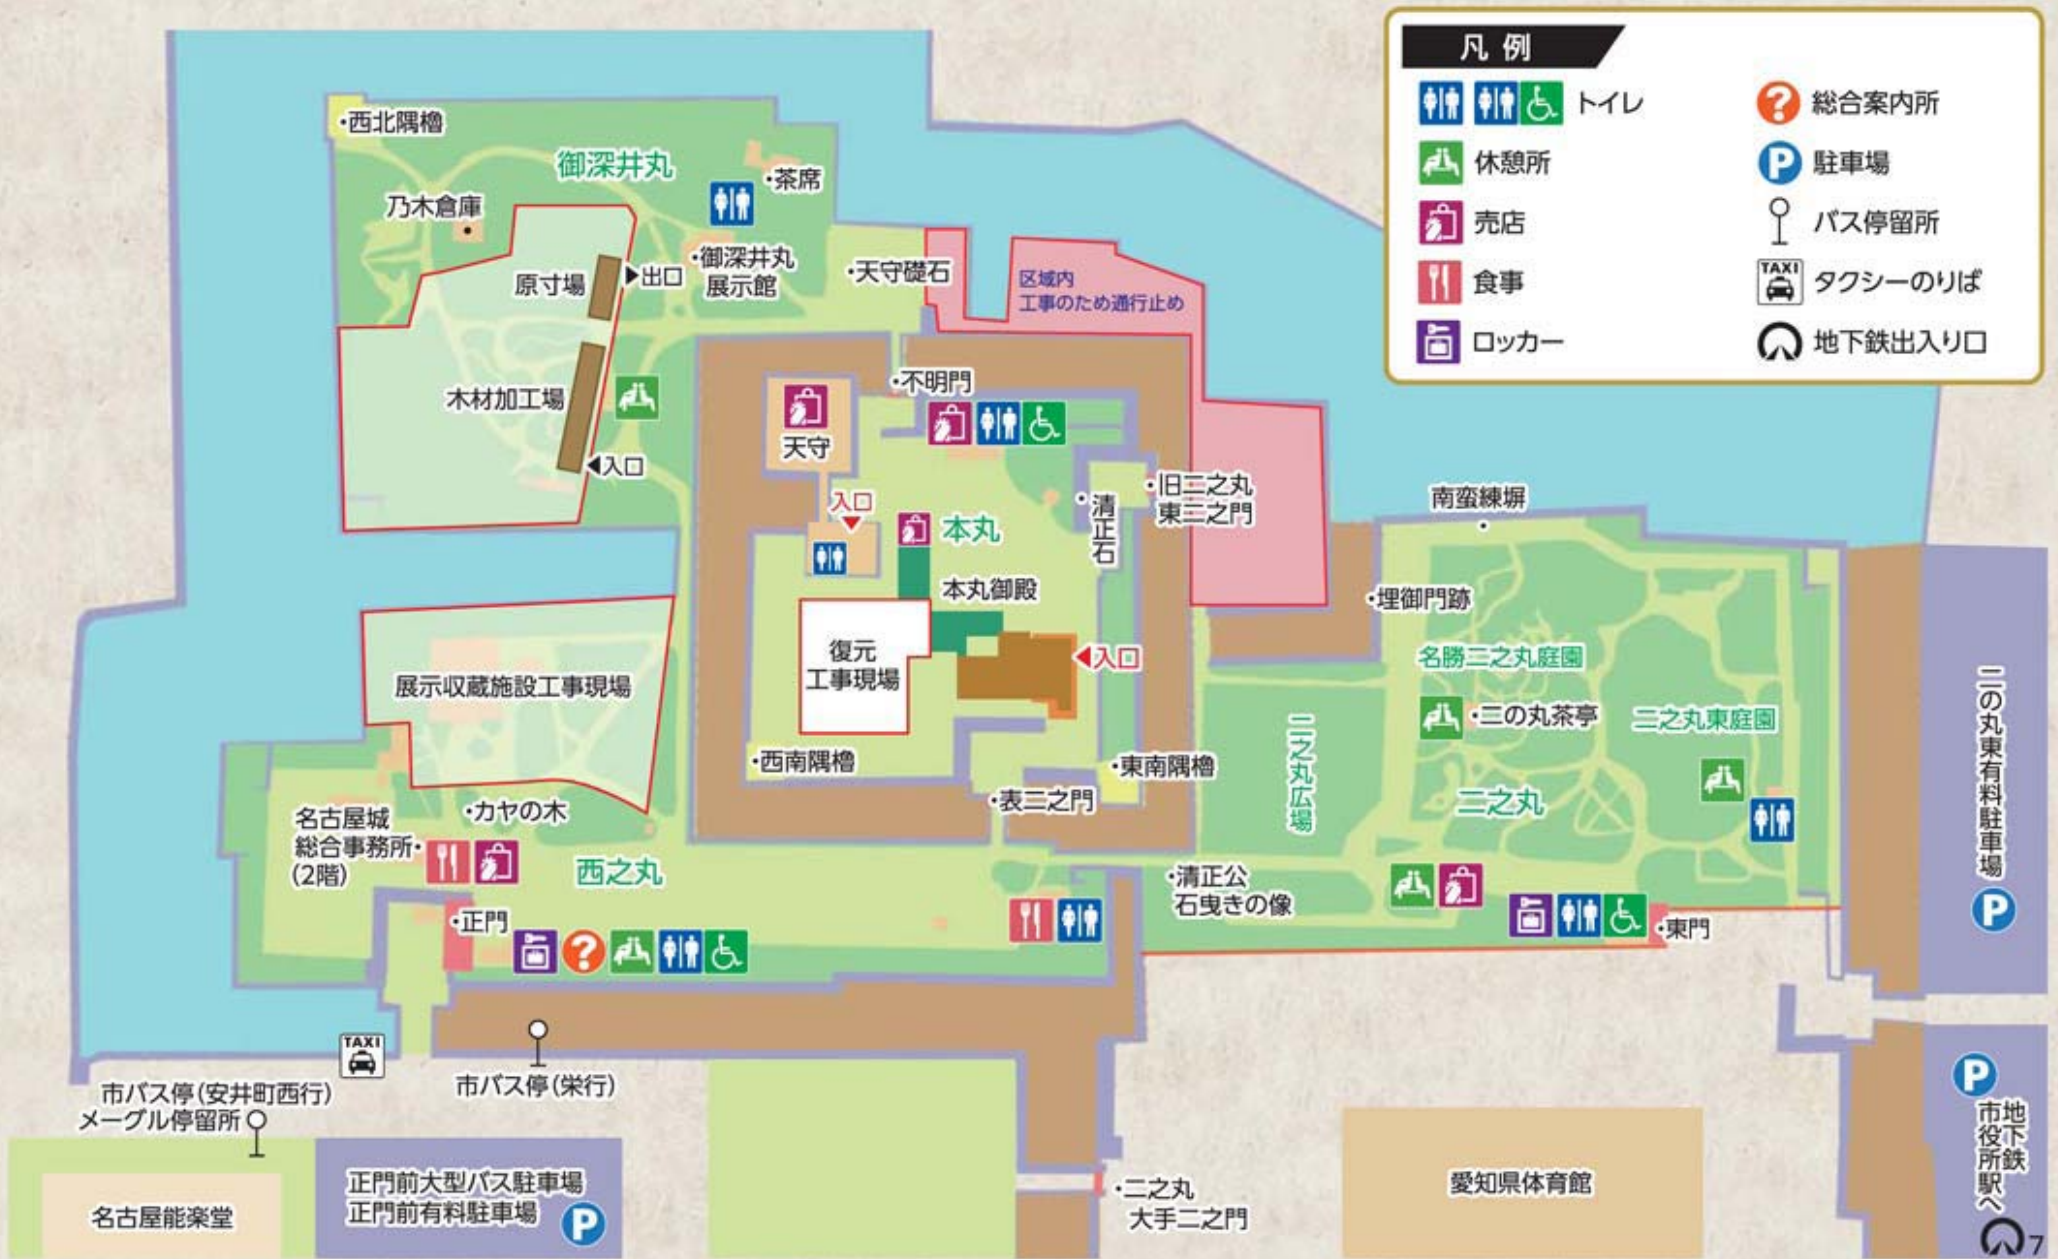 凡 例
トイレ
総合案内所
休憩所
駐車場
売店
バス停留所
食事
TAXI
タクシーのりば
ロッカー
地下鉄出入り口
・西北隅櫓
御深井丸
・茶席
乃木倉庫
・御深井丸
展示館
・天守礎石
区域内
工事のため通行止め
原寸場
▶出口
木材加工場
◀入口
・不明門
天守
入口
本丸
・清正石
・旧二之丸
東二之門
南蛮練塀
本丸御殿
・埋御門跡
復元
工事現場
◀入口
名勝二之丸庭園
展示収蔵施設工事現場
・二の丸茶亭
二之丸東庭園
二の丸東有料駐車場
P
・西南隅櫓
・東南隅櫓
二之丸広場
二之丸
・表二之門
・カヤの木
名古屋城
総合事務所・
(2階)
西之丸
・清正公
石曳きの像
・正門
・東門
TAXI
市バス停(栄行)
市バス停(安井町西行)
メーグル停留所
P
地下鉄
市役所駅へ
7
正門前大型バス駐車場
正門前有料駐車場
P
名古屋能楽堂
・二之丸
大手二之門
愛知県体育館